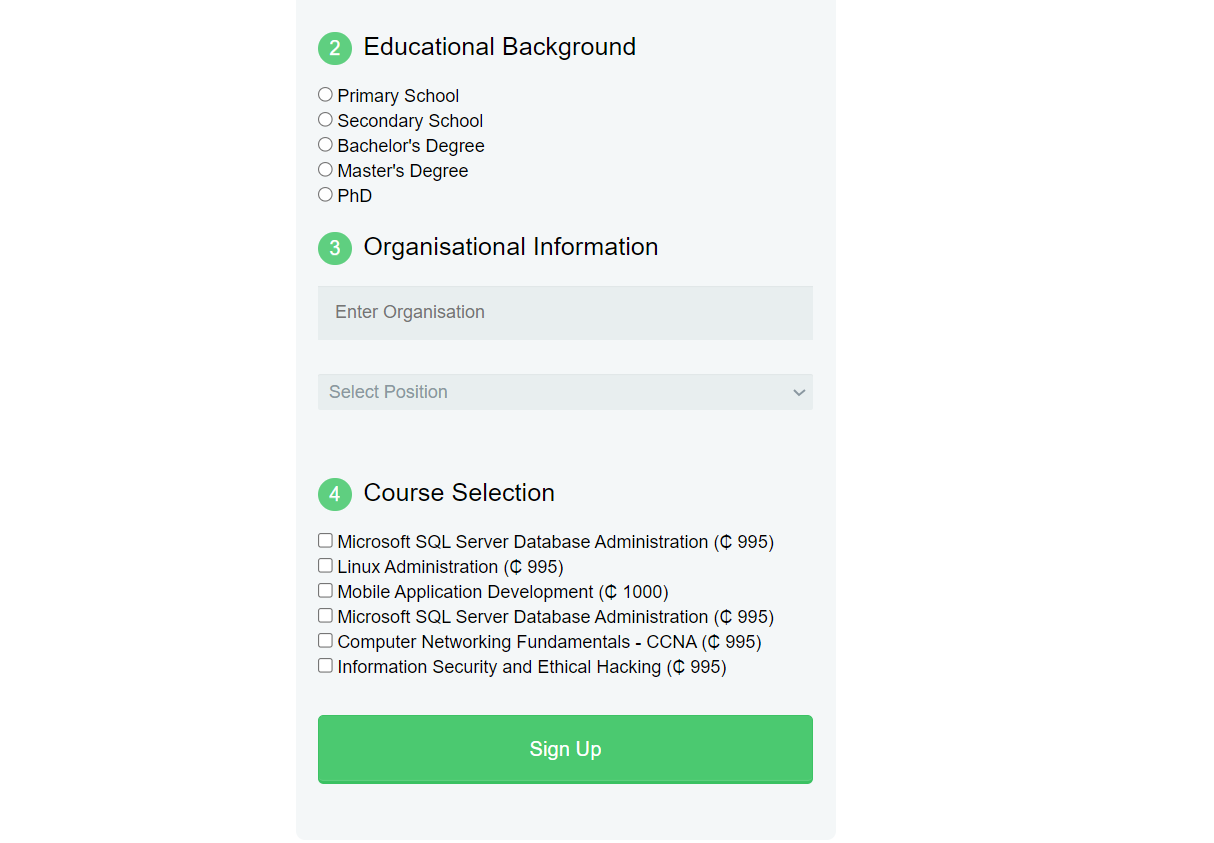 2 Educational Background
Primary School
Secondary School
Bachelor's Degree
Master's Degree
PhD
3 Organisational Information
Enter Organisation
Select Position
4 Course Selection
Microsoft SQL Server Database Administration (₵ 995)
Linux Administration (₵ 995)
Mobile Application Development (₵ 1000)
Microsoft SQL Server Database Administration (₵ 995)
Computer Networking Fundamentals - CCNA (₵ 995)
Information Security and Ethical Hacking (₵ 995)
Sign Up